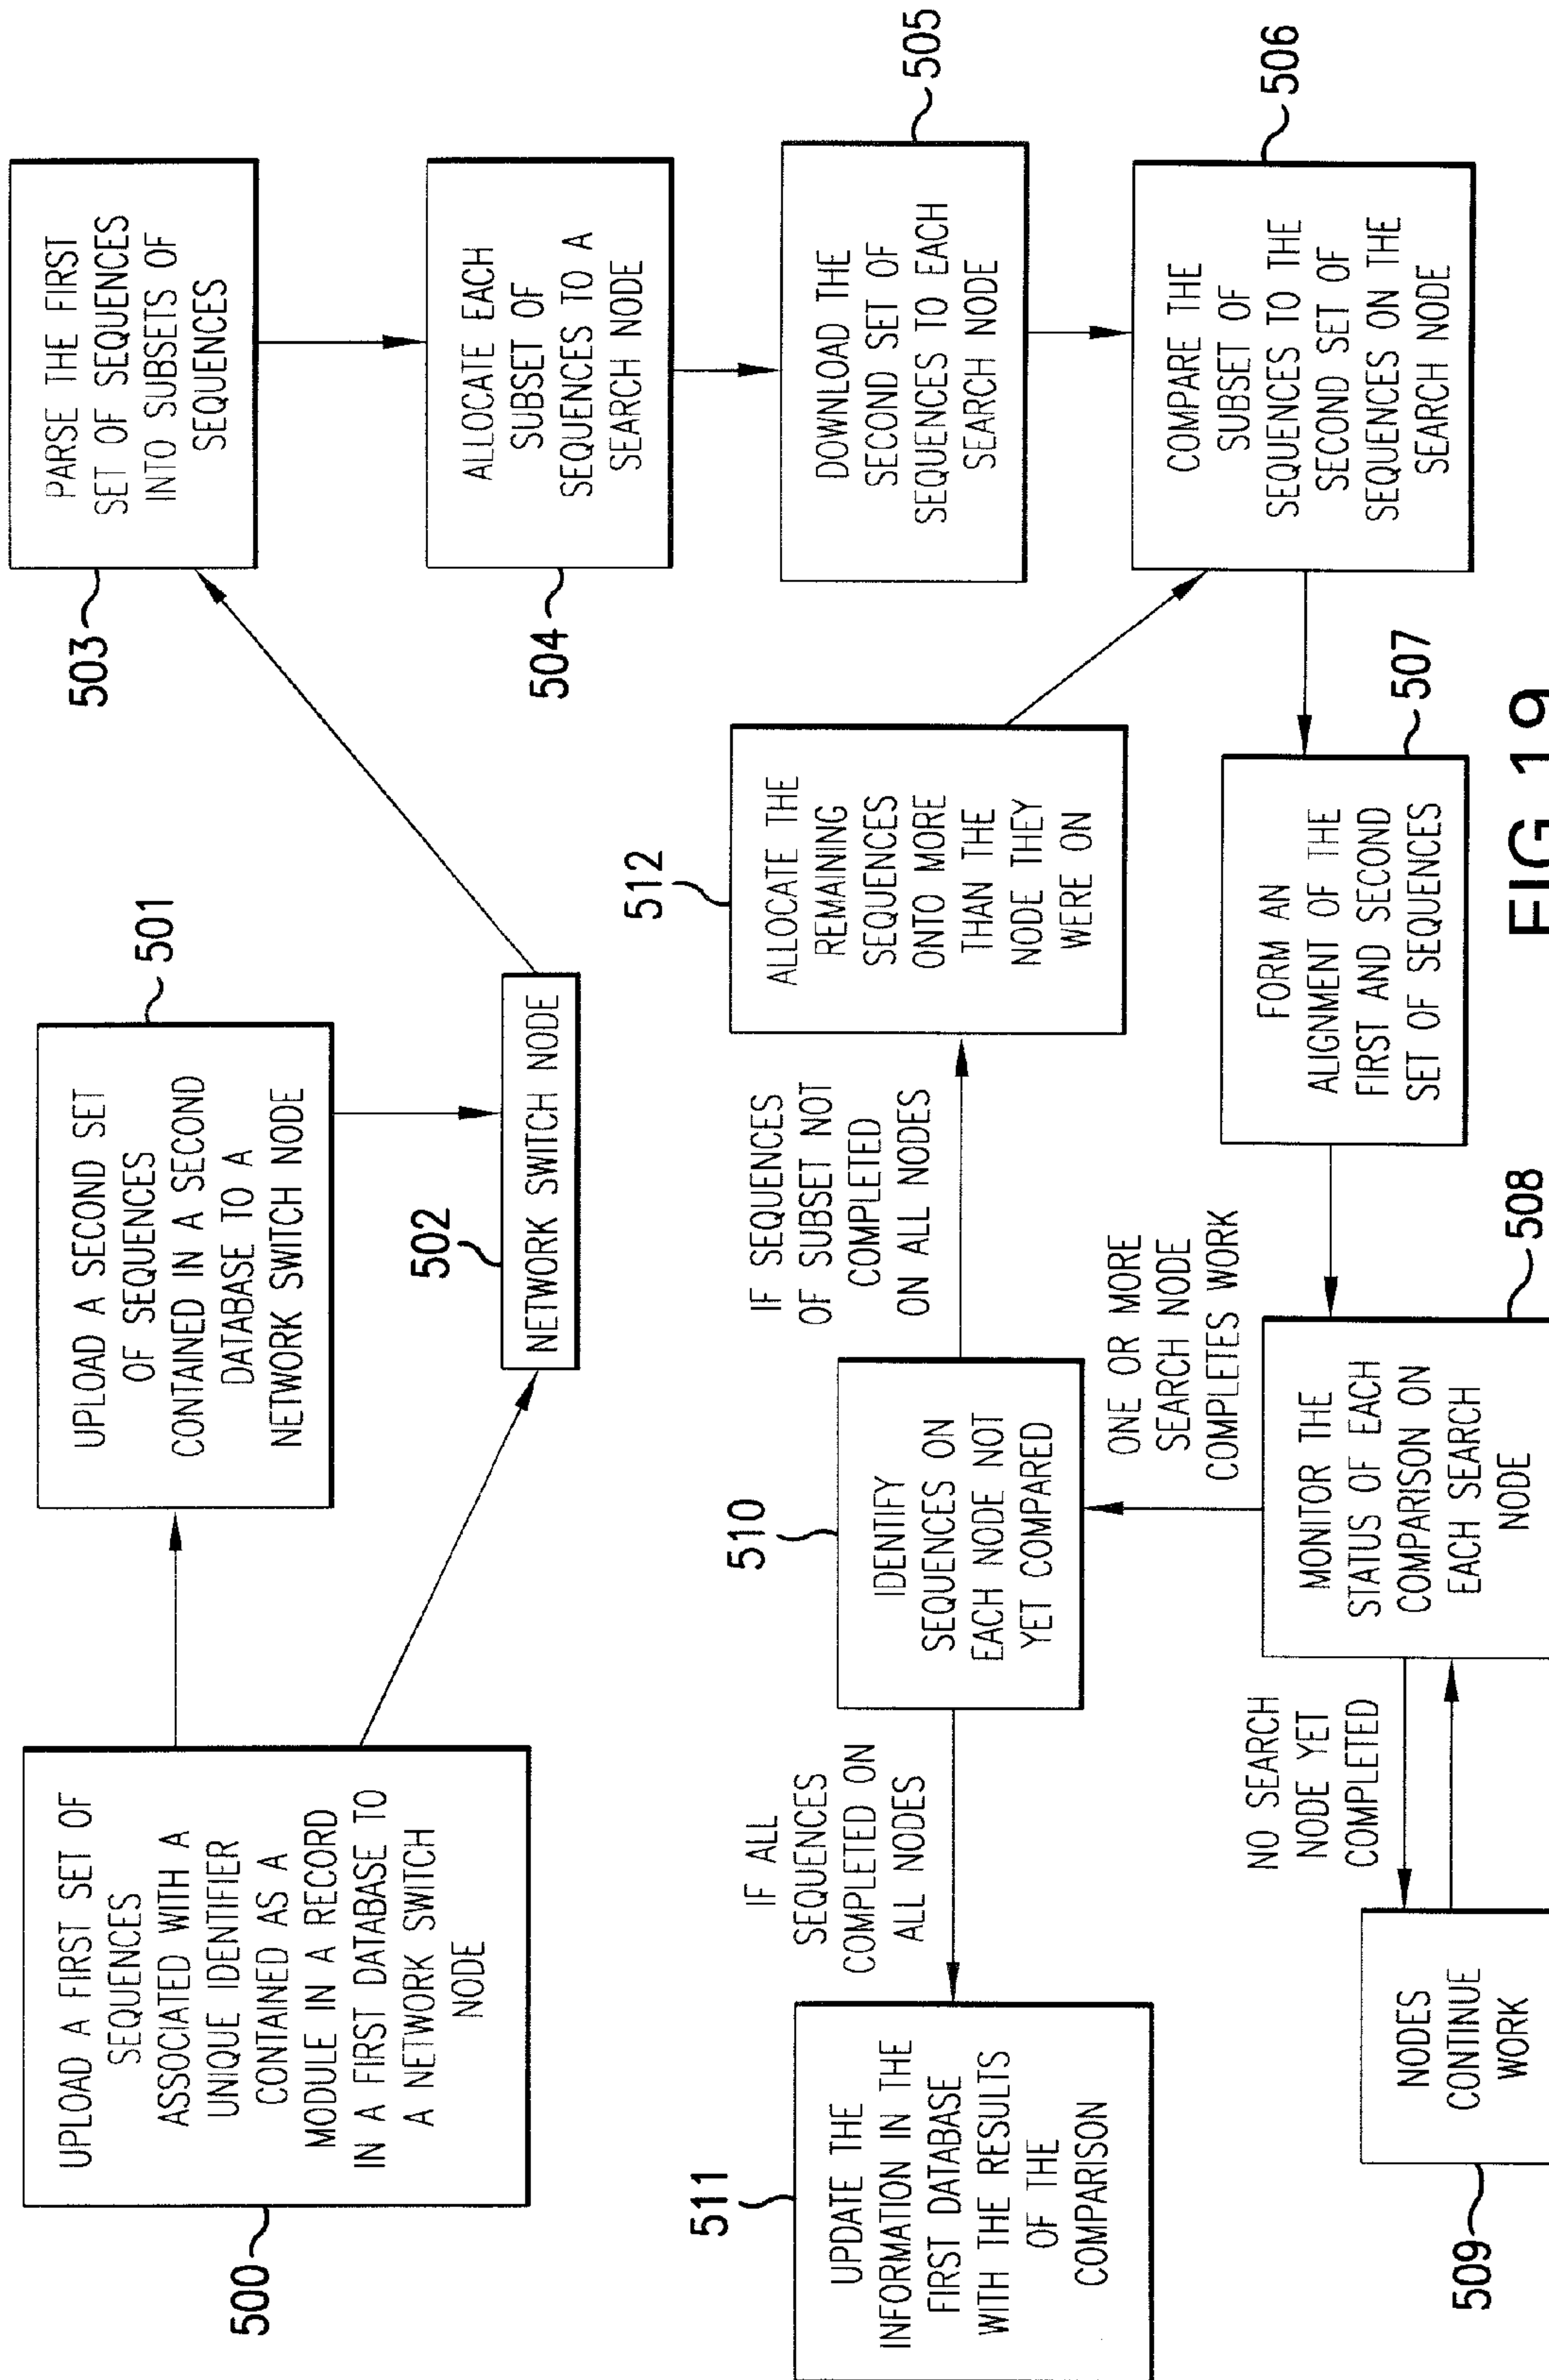 500
UPLOAD A FIRST SET OF
SEQUENCES
ASSOCIATED WITH A
UNIQUE IDENTIFIER
CONTAINED AS A
MODULE IN A RECORD
IN A FIRST DATABASE TO
A NETWORK SWITCH
NODE
501
UPLOAD A SECOND SET
OF SEQUENCES
CONTAINED IN A SECOND
DATABASE TO A
NETWORK SWITCH NODE
502
NETWORK SWITCH NODE
503
PARSE THE FIRST
SET OF SEQUENCES
INTO SUBSETS OF
SEQUENCES
504
ALLOCATE EACH
SUBSET OF
SEQUENCES TO A
SEARCH NODE
505
DOWNLOAD THE
SECOND SET OF
SEQUENCES TO EACH
SEARCH NODE
506
COMPARE THE
SUBSET OF
SEQUENCES TO THE
SECOND SET OF
SEQUENCES ON THE
SEARCH NODE
507
FORM AN
ALIGNMENT OF THE
FIRST AND SECOND
SET OF SEQUENCES
508
MONITOR THE
STATUS OF EACH
COMPARISON ON
EACH SEARCH
NODE
NO SEARCH
NODE YET
COMPLETED
509
NODES
CONTINUE
WORK
ONE OR MORE
SEARCH NODE
COMPLETES WORK
510
IDENTIFY
SEQUENCES ON
EACH NODE NOT
YET COMPARED
IF ALL
SEQUENCES
COMPLETED ON
ALL NODES
511
UPDATE THE
INFORMATION IN THE
FIRST DATABASE
WITH THE RESULTS
OF THE
COMPARISON
IF SEQUENCES
OF SUBSET NOT
COMPLETED
ON ALL NODES
512
ALLOCATE THE
REMAINING
SEQUENCES
ONTO MORE
THAN THE
NODE THEY
WERE ON
FIG.19